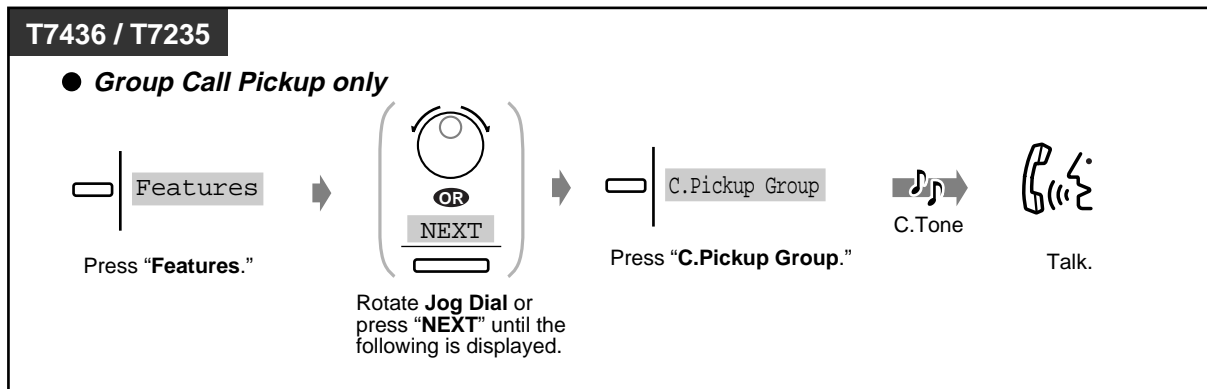 T7436 / T7235
● Group Call Pickup only
Features
Press “Features.”
OR
NEXT
Rotate Jog Dial or
press “NEXT” until the
following is displayed.
C.Pickup Group
Press “C.Pickup Group.”
C.Tone
Talk.